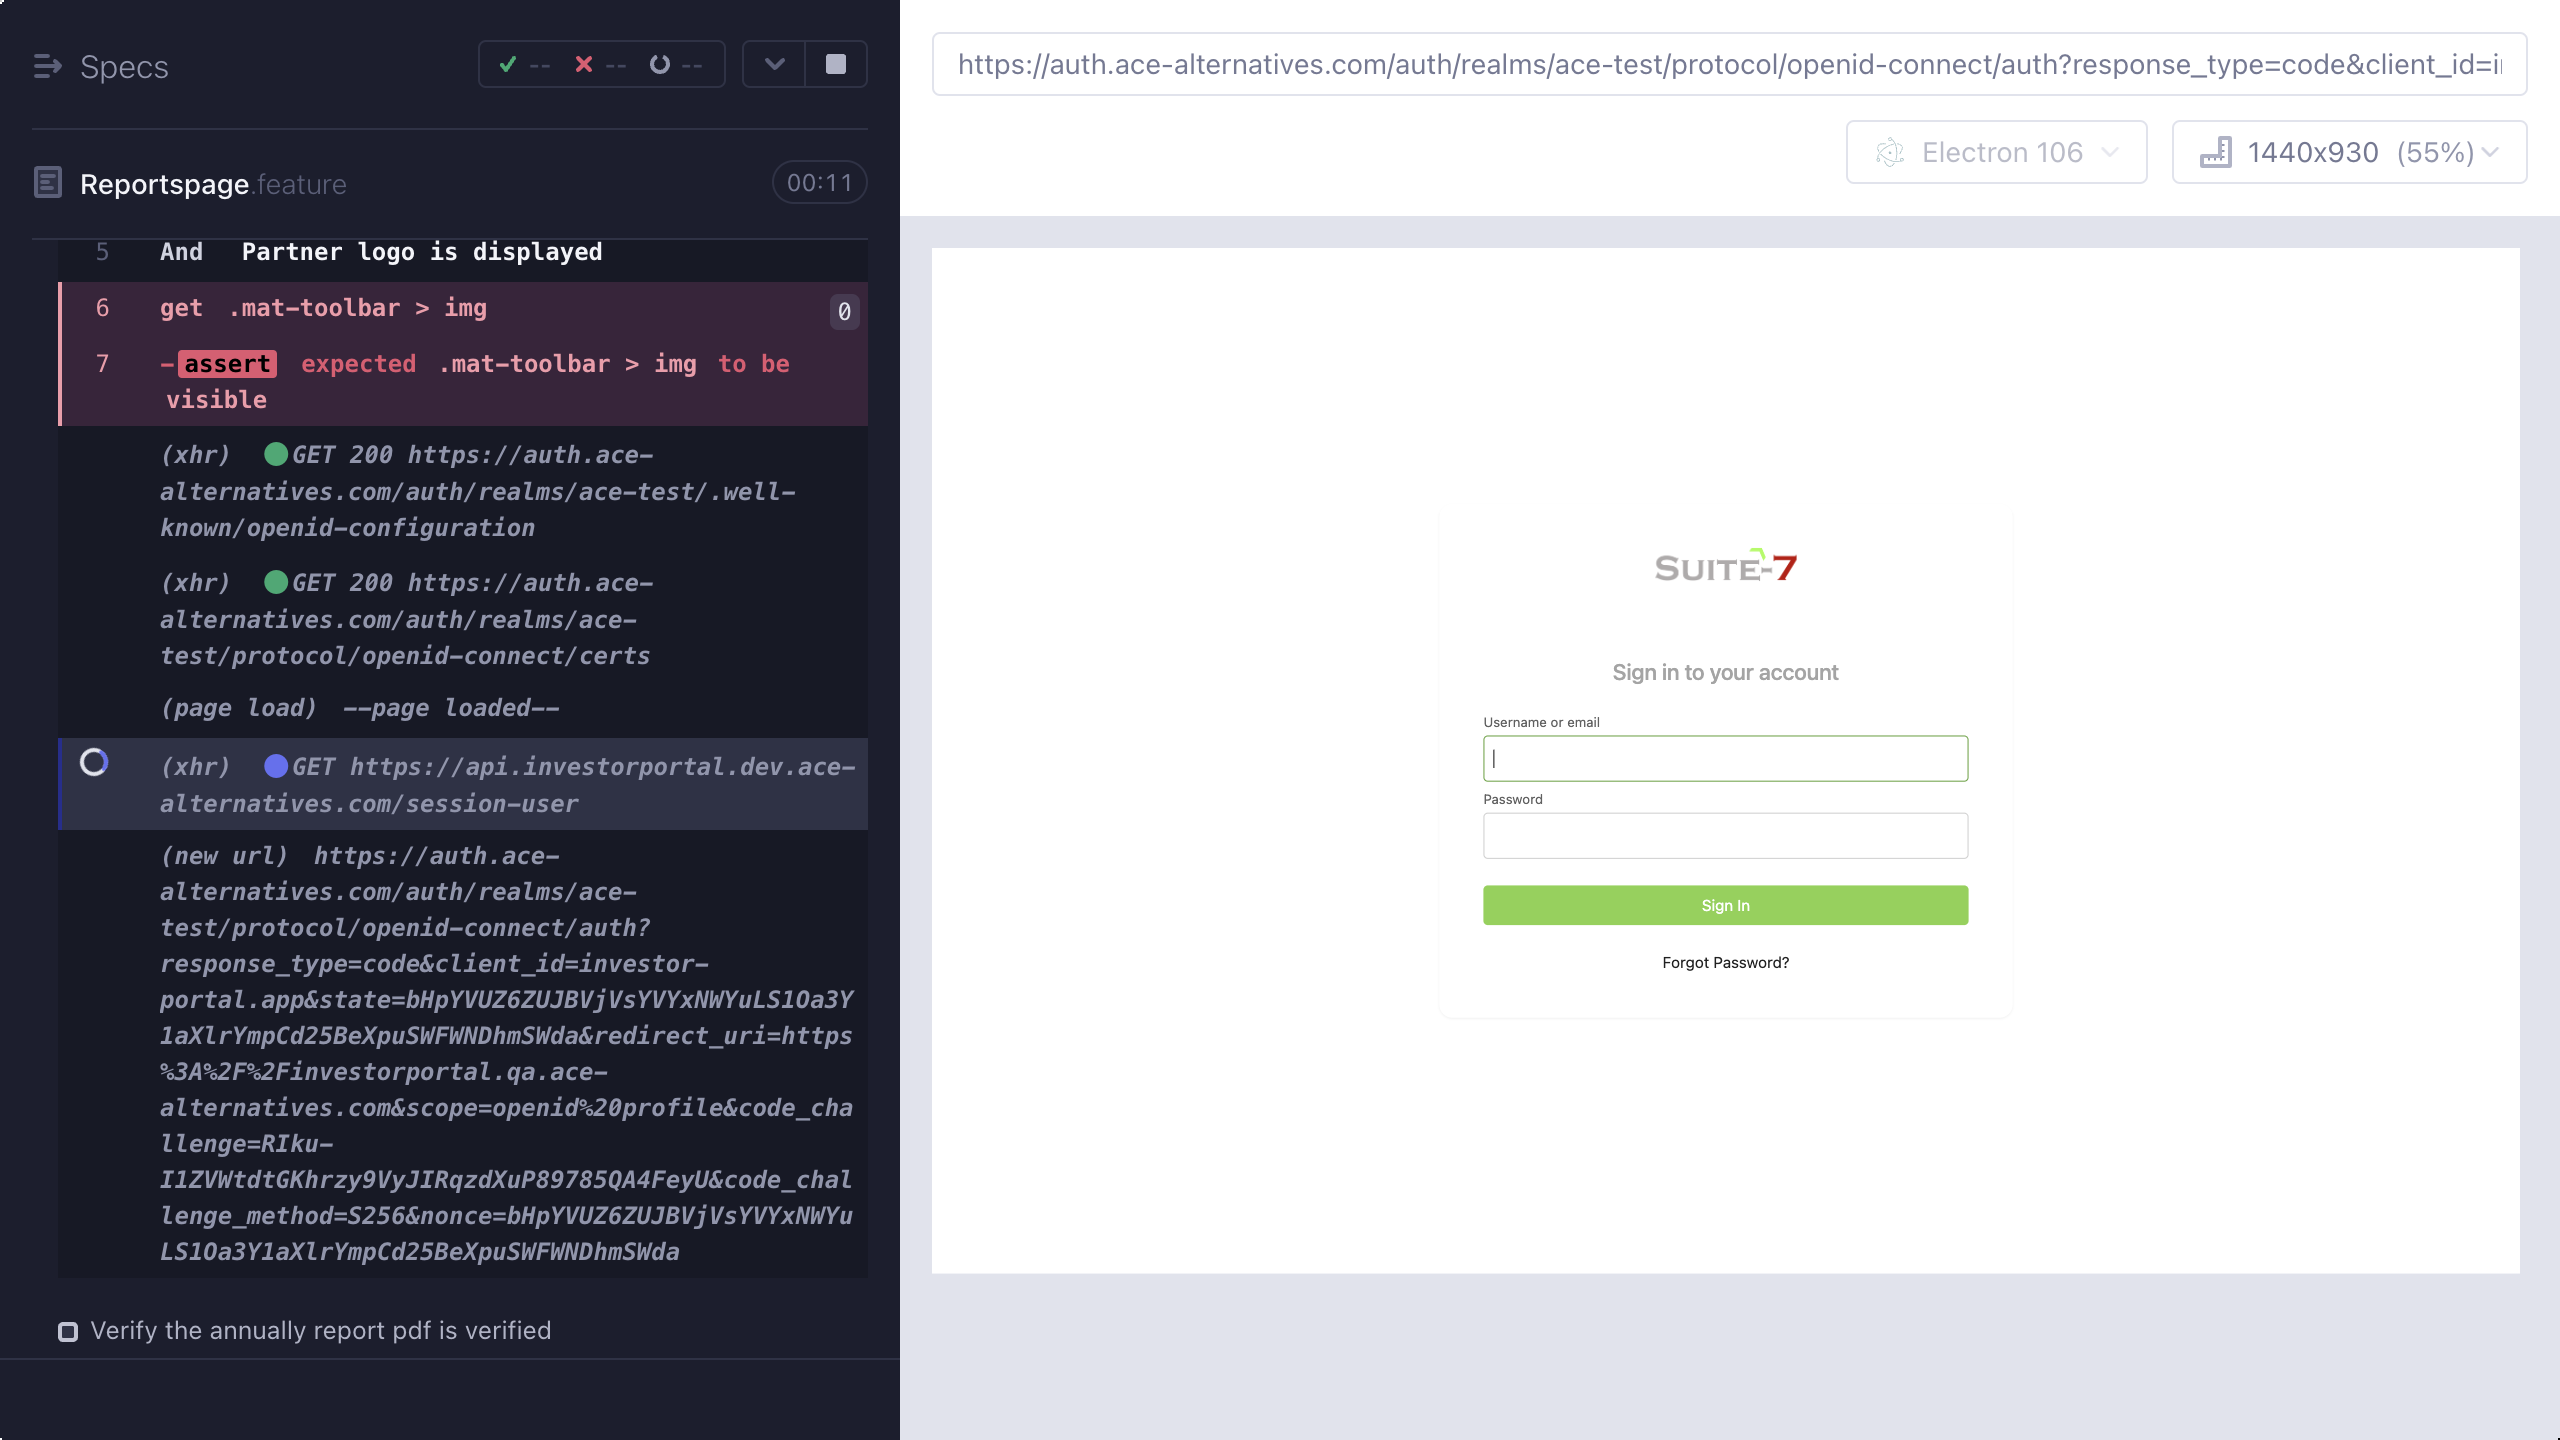 Specs
-- -- --
Reportspage.feature
00:11
5 And Partner logo is displayed
6 get .mat-toolbar > img 0
7 -assert expected .mat-toolbar > img to be
visible
(xhr) GET 200 https://auth.ace-
alternatives.com/auth/realms/ace-test/.well-
known/openid-configuration
(xhr) GET 200 https://auth.ace-
alternatives.com/auth/realms/ace-
test/protocol/openid-connect/certs
(page load) --page loaded--
(xhr) GET https://api.investorportal.dev.ace-
alternatives.com/session-user
(new url) https://auth.ace-
alternatives.com/auth/realms/ace-
test/protocol/openid-connect/auth?
response_type=code&client_id=investor-
portal.app&state=bHpYVUZ6ZUJBVjVsYVYxNWYuLS1Oa3Y
1aXlrYmpCd25BeXpuSWFWNDhmSWda&redirect_uri=https
%3A%2F%2Finvestorportal.qa.ace-
alternatives.com&scope=openid%20profile&code_cha
llenge=RIku-
I1ZVWtdtGKhrzy9VyJIRqzdXuP89785QA4FeyU&code_chal
lenge_method=S256&nonce=bHpYVUZ6ZUJBVjVsYVYxNWYu
LS1Oa3Y1aXlrYmpCd25BeXpuSWFWNDhmSWda
Verify the annually report pdf is verified
https://auth.ace-alternatives.com/auth/realms/ace-test/protocol/openid-connect/auth?response_type=code&client_id=i
Electron 106
1440x930 (55%)
SUITE-7
Sign in to your account
Username or email
Password
Sign In
Forgot Password?